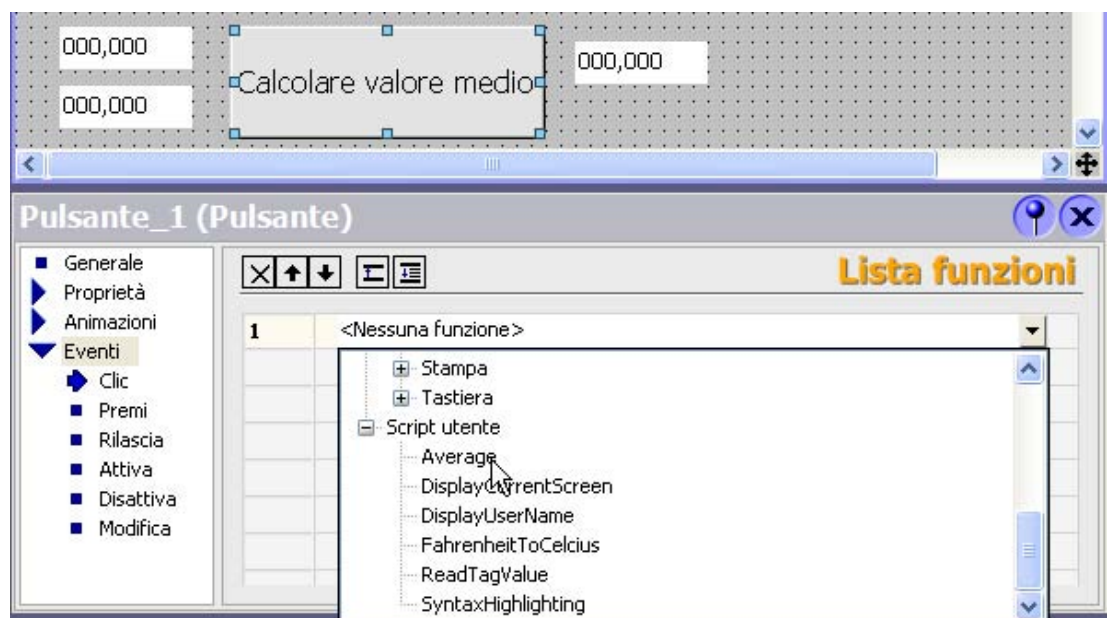 000,000
Calcolare valore medio
000,000
000,000
Pulsante_1 (Pulsante)
Generale
Proprietà
Animazioni
Eventi
Clic
Premi
Rilascia
Attiva
Disattiva
Modifica
Lista funzioni
1 <Nessuna funzione>
Stampa
Tastiera
Script utente
Average
DisplayCurrentScreen
DisplayUserName
FahrenheitToCelcius
ReadTagValue
SyntaxHighlighting